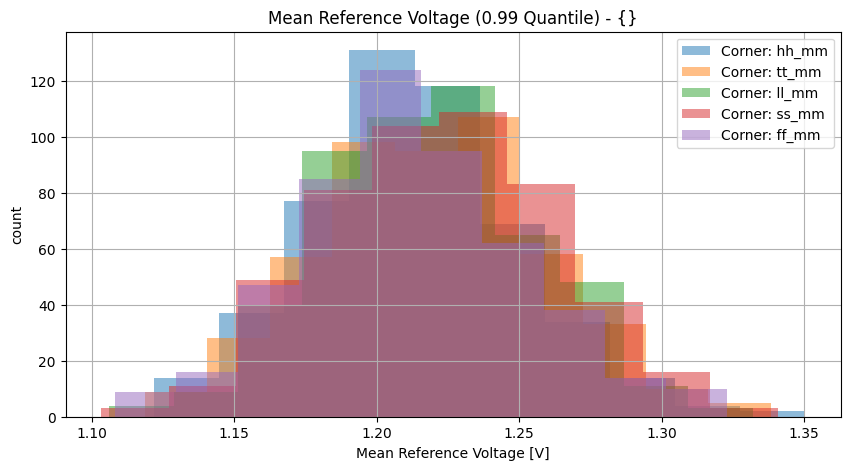 Mean Reference Voltage (0.99 Quantile) - {}
Corner: hh_mm
Corner: tt_mm
Corner: ll_mm
Corner: ss_mm
Corner: ff_mm
count
120
100
80
60
40
20
0
1.10 1.15 1.20 1.25 1.30 1.35
Mean Reference Voltage [V]